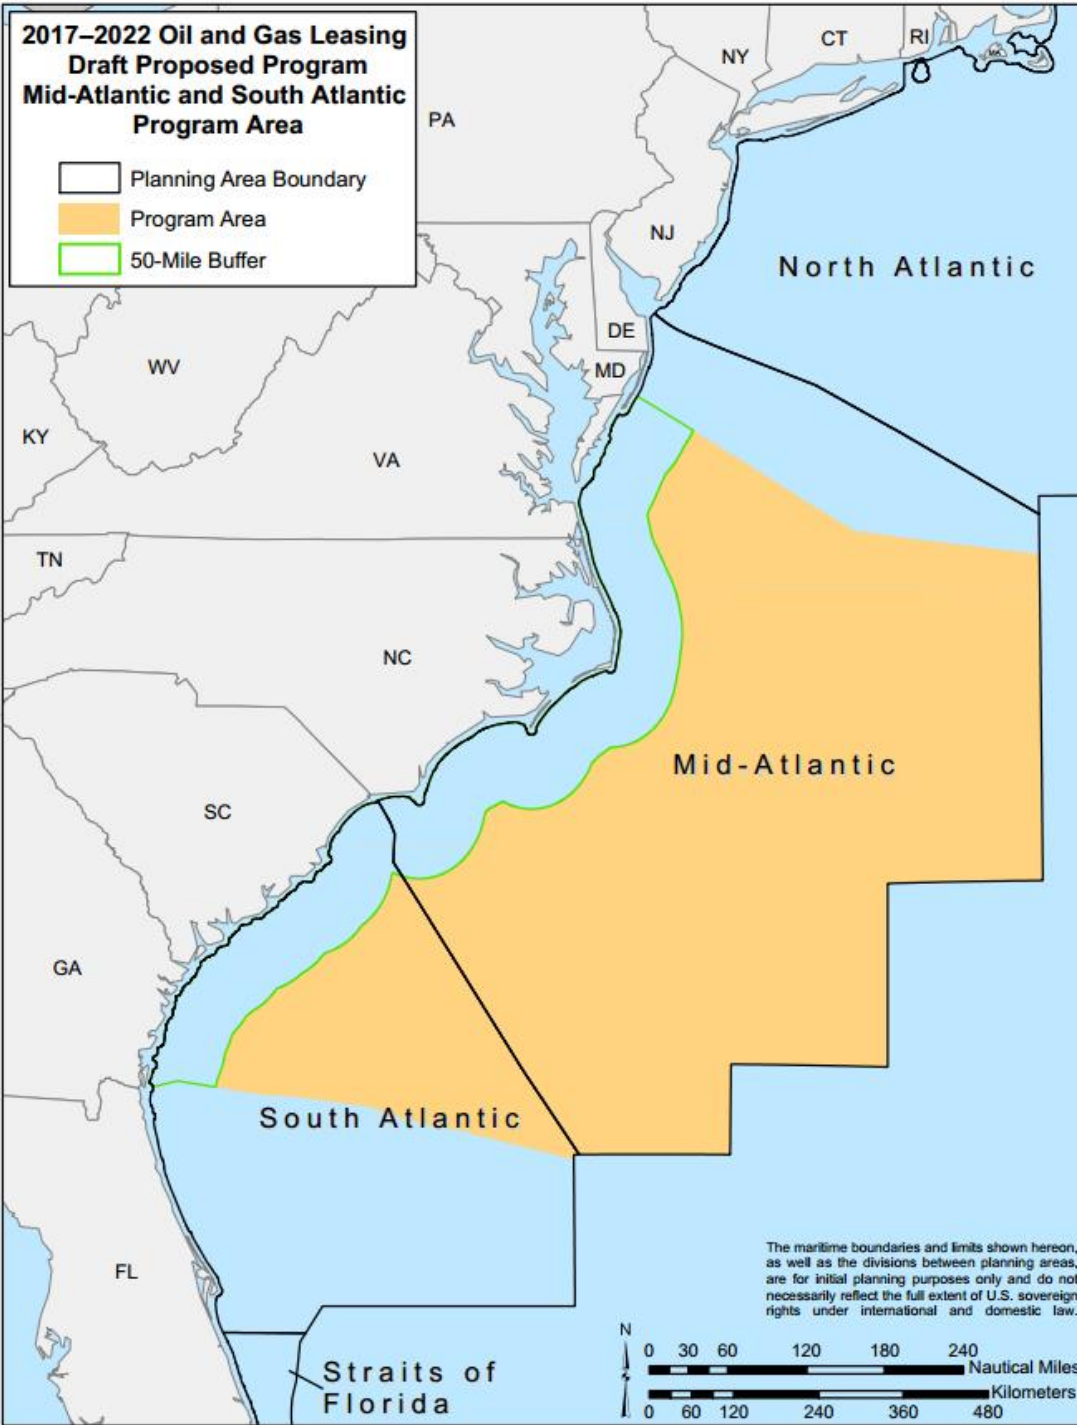 2017–2022 Oil and Gas Leasing
Draft Proposed Program
Mid-Atlantic and South Atlantic
Program Area
Planning Area Boundary
Program Area
50-Mile Buffer
NY
CT
RI
MA
PA
NJ
North Atlantic
DE
MD
WV
KY
VA
TN
NC
Mid-Atlantic
SC
GA
South Atlantic
FL
Straits of
Florida
The maritime boundaries and limits shown hereon,
as well as the divisions between planning areas,
are for initial planning purposes only and do not
necessarily reflect the full extent of U.S. sovereign
rights under international and domestic law.
N
0 30 60 120 180 240
Nautical Miles
Kilometers
0 60 120 240 360 480